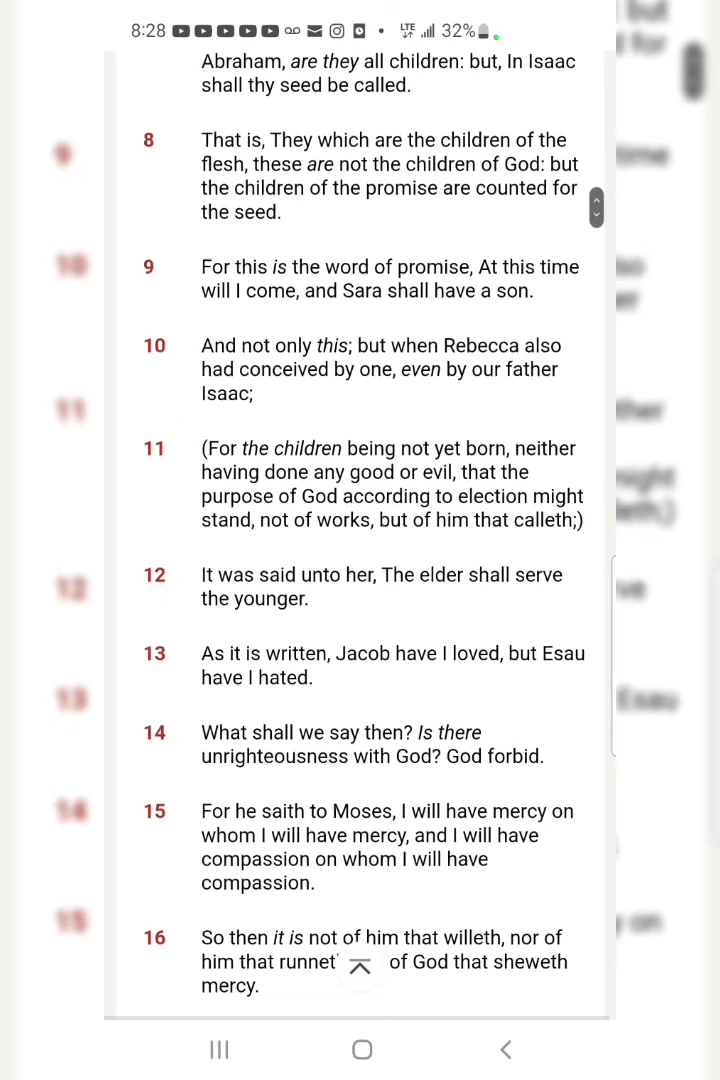 8:28 LTE 32%
Abraham, are they all children: but, In Isaac
shall thy seed be called.
8 That is, They which are the children of the
flesh, these are not the children of God: but
the children of the promise are counted for
the seed.
9 For this is the word of promise, At this time
will I come, and Sara shall have a son.
10 And not only this; but when Rebecca also
had conceived by one, even by our father
Isaac;
11 (For the children being not yet born, neither
having done any good or evil, that the
purpose of God according to election might
stand, not of works, but of him that calleth;)
12 It was said unto her, The elder shall serve
the younger.
13 As it is written, Jacob have I loved, but Esau
have I hated.
14 What shall we say then? Is there
unrighteousness with God? God forbid.
15 For he saith to Moses, I will have mercy on
whom I will have mercy, and I will have
compassion on whom I will have
compassion.
16 So then it is not of him that willeth, nor of
him that runnet of God that sheweth
mercy.